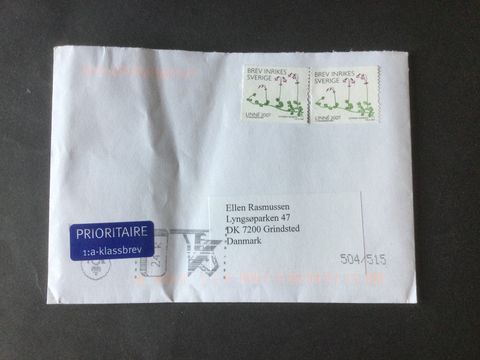 BREV INRIKES
SVERIGE
LINNÉ 2007
BREV INRIKES
SVERIGE
LINNÉ 2007
Ellen Rasmussen
Lyngsøparken 47
DK 7200 Grindsted
Danmark
PRIORITAIRE
1:a-klassbrev
504/515